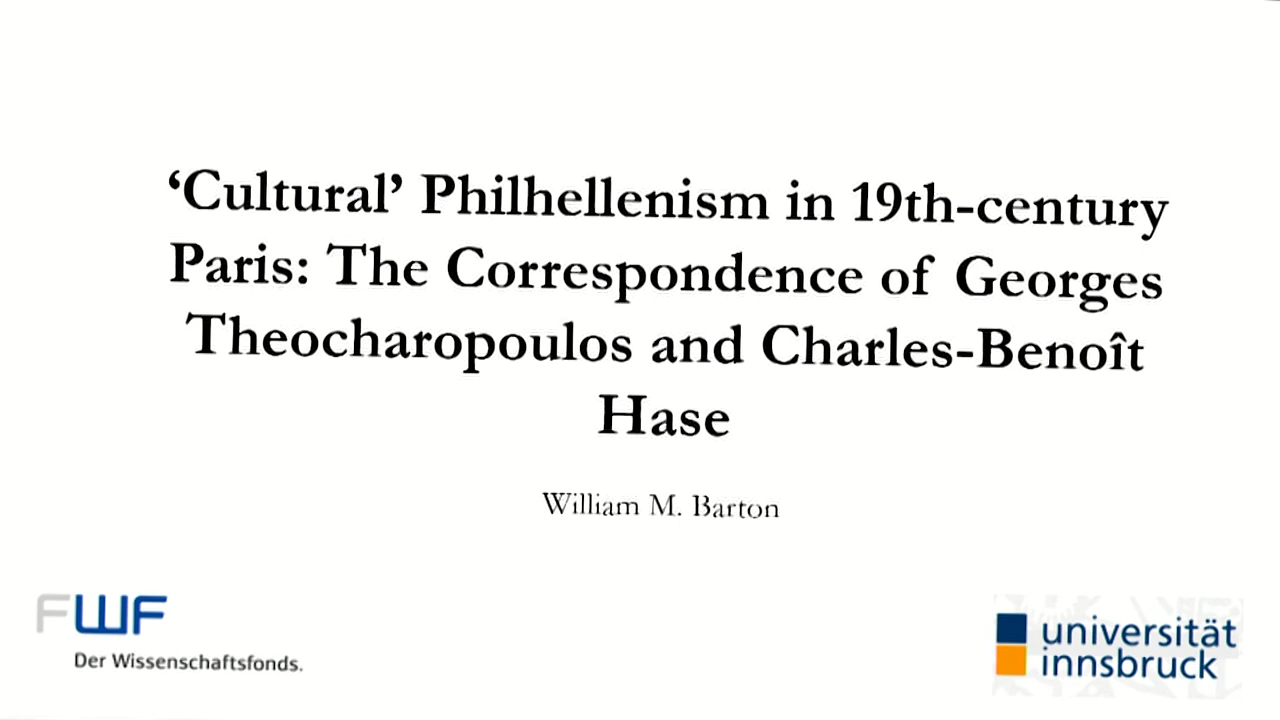 ‘Cultural’ Philhellenism in 19th-century
Paris: The Correspondence of Georges
Theocharopoulos and Charles-Benoît
Hase
William M. Barton
FWF
Der Wissenschaftsfonds.
universität
innsbruck